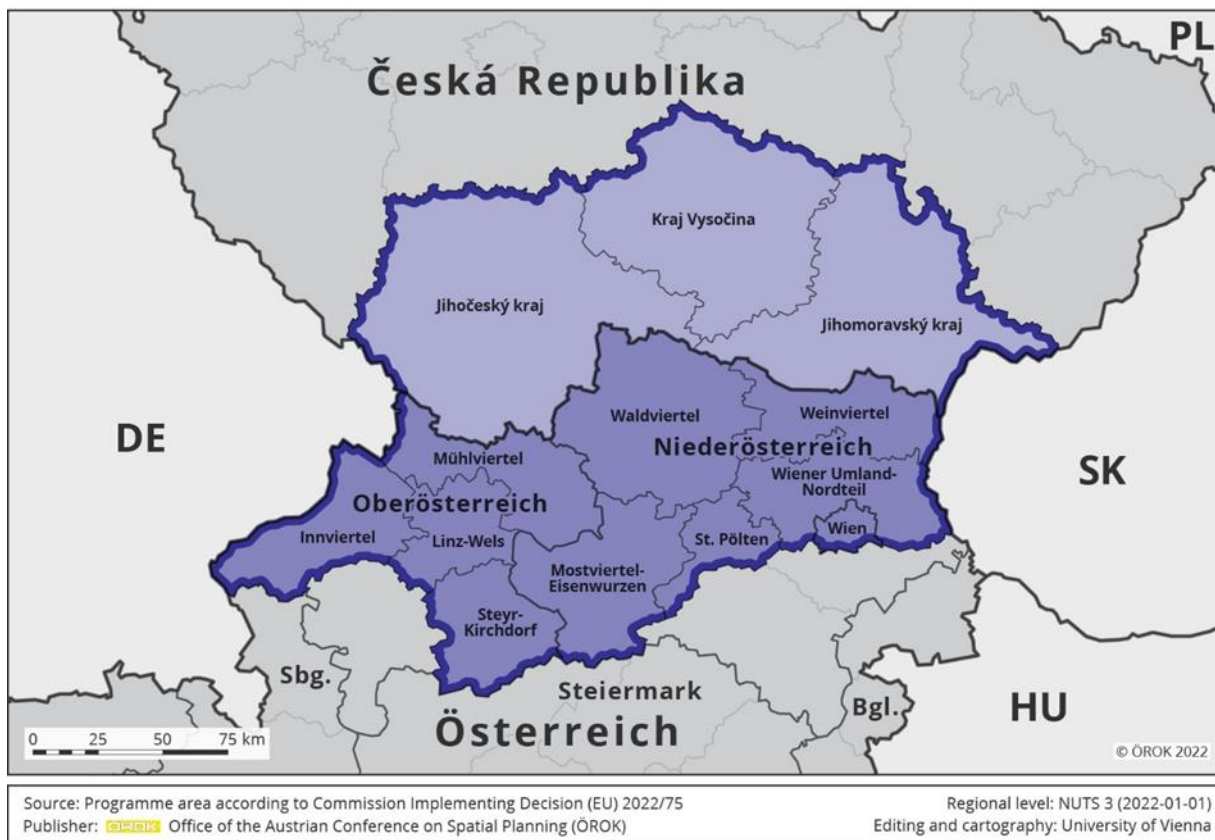 PL
Česká Republika
Kraj Vysočina
Jihočeský kraj
Jihomoravský kraj
DE
Waldviertel
Weinviertel
Niederösterreich
Mühlviertel
SK
Wiener Umland-
Nordteil
Oberösterreich
Innviertel
Linz-Wels
St. Pölten
Wien
Mostviertel-
Eisenwurzen
Steyr-
Kirchdorf
Sbg.
Steiermark
Bgl.
HU
Österreich
0 25 50 75 km
© ÖROK 2022
Source: Programme area according to Commission Implementing Decision (EU) 2022/75
Regional level: NUTS 3 (2022-01-01)
Publisher: ÖROK Office of the Austrian Conference on Spatial Planning (ÖROK)
Editing and cartography: University of Vienna